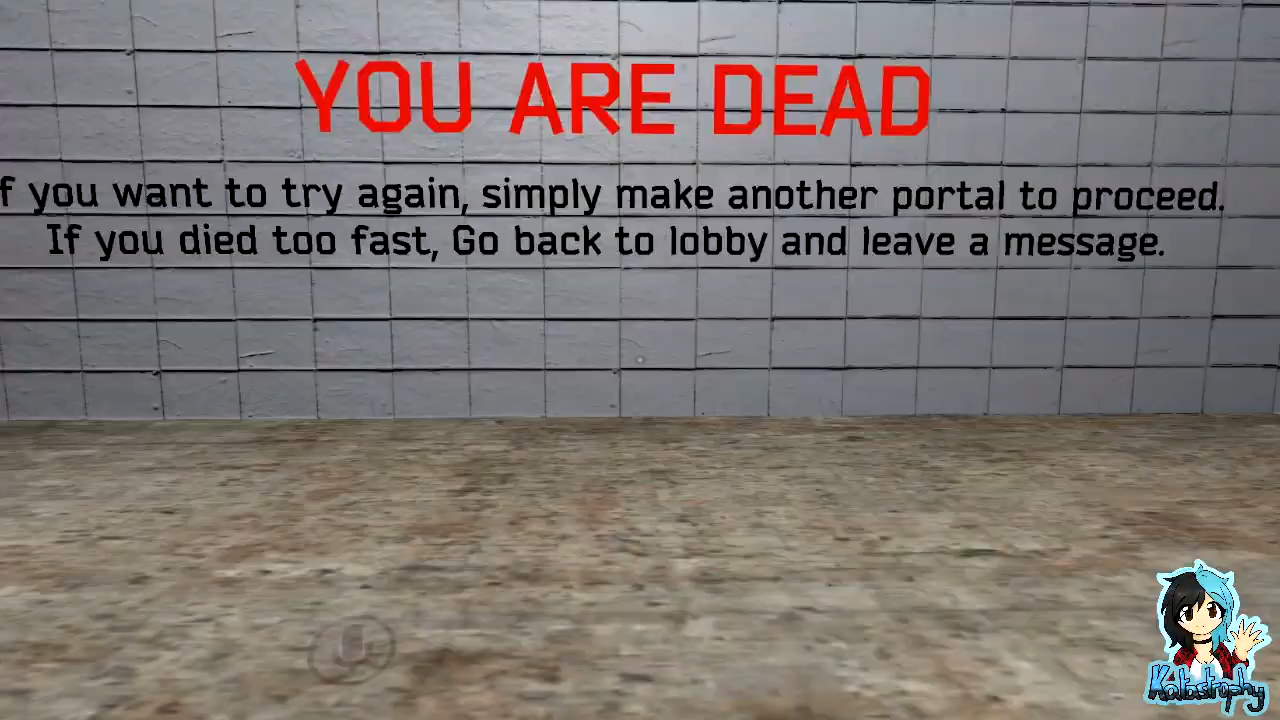 YOU ARE DEAD
f you want to try again, simply make another portal to proceed.
If you died too fast, Go back to lobby and leave a message.
Katastrophy